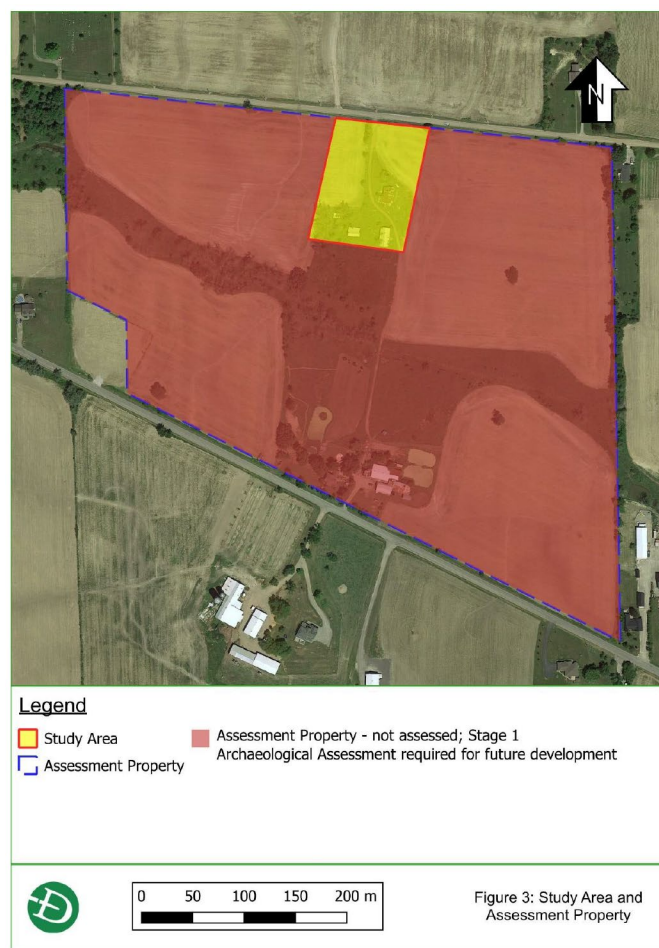 N
Legend
Study Area
Assessment Property
Assessment Property - not assessed; Stage 1
Archaeological Assessment required for future development
0 50 100 150 200 m
Figure 3: Study Area and
Assessment Property